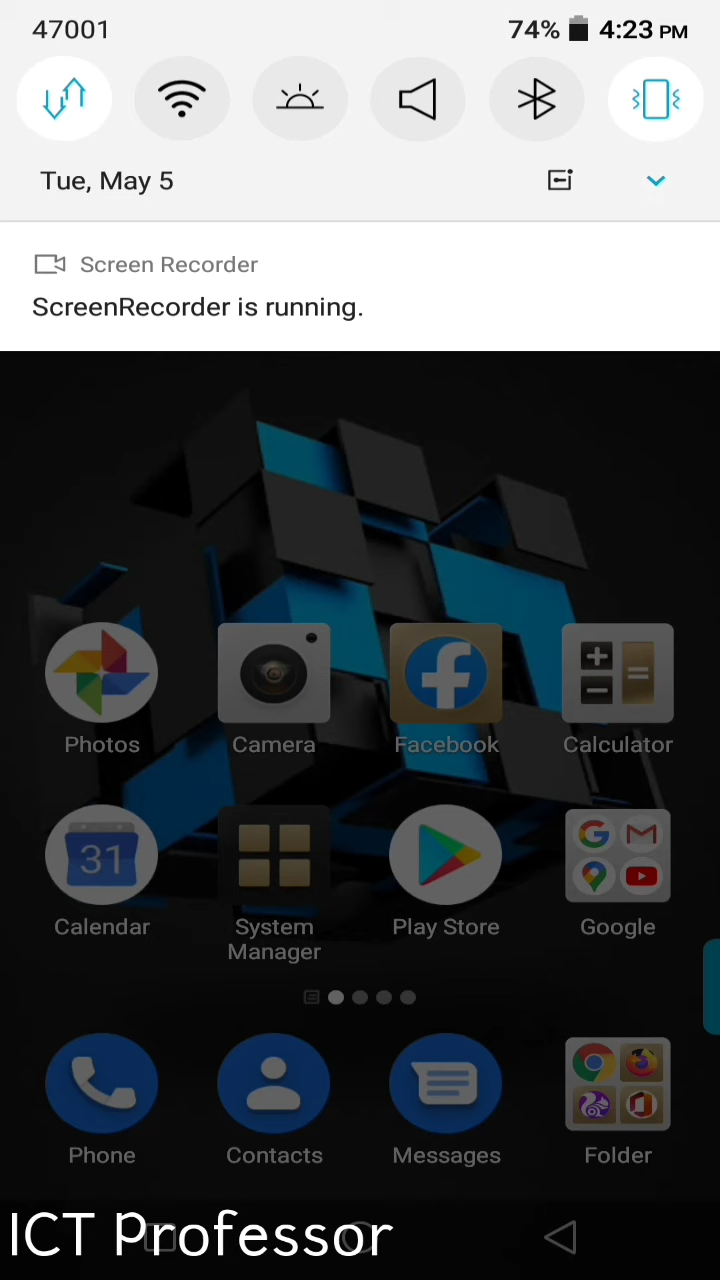 47001
74% 4:23 PM
Tue, May 5
Screen Recorder
ScreenRecorder is running.
Photos Camera Facebook Calculator
31
Calendar System Manager Play Store Google
Phone Contacts Messages Folder
ICT Professor